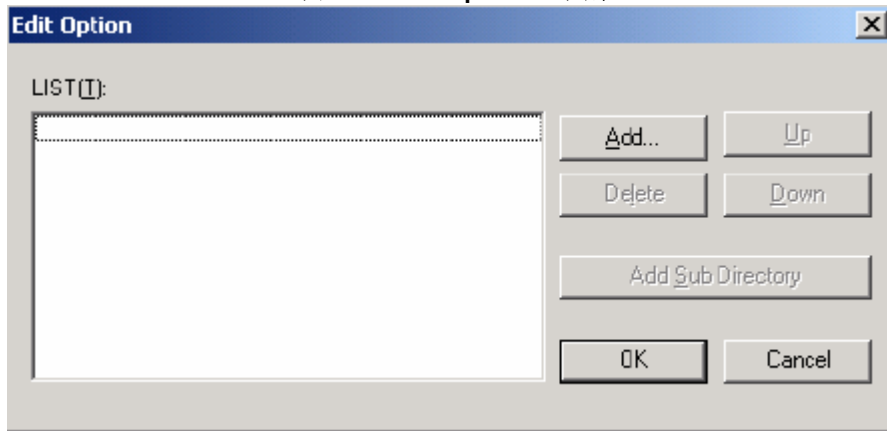 Edit Option
LIST(T):
Add...
Up
Delete
Down
Add Sub Directory
OK
Cancel